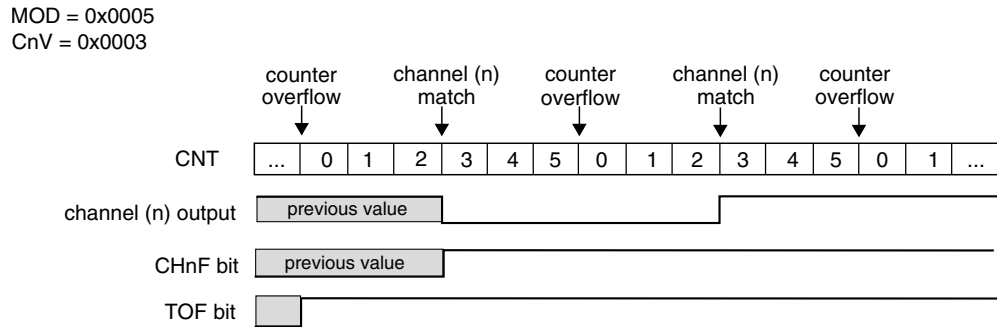 MOD = 0x0005
CnV = 0x0003
counter overflow
channel (n) match
counter overflow
channel (n) match
counter overflow
CNT ... 0 1 2 3 4 5 0 1 2 3 4 5 0 1 ...
channel (n) output previous value
CHnF bit previous value
TOF bit